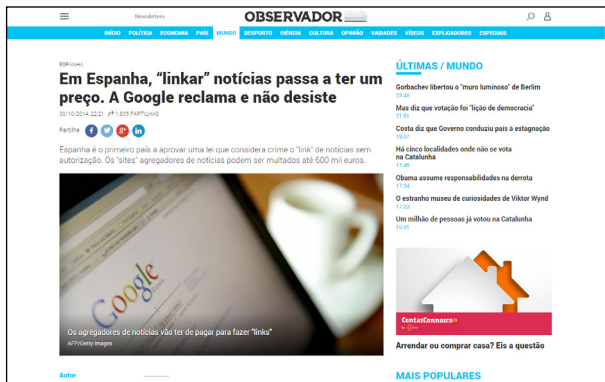 Newsletters
OBSERVADOR
INÍCIO POLÍTICA ECONOMIA PAÍS MUNDO DESPORTO CIÊNCIA CULTURA OPINIÃO VAIDADES VÍDEOS EXPLICADORES ESPECIAIS
ESPANHA
Em Espanha, “linkar” notícias passa a ter um
preço. A Google reclama e não desiste
30/10/2014, 22:21 1.805 PARTILHAS
Partilhe
Espanha é o primeiro país a aprovar uma lei que considera crime o "link" de notícias sem
autorização. Os "sites" agregadores de notícias podem ser multados até 600 mil euros.
Google
Os agregadores de notícias vão ter de pagar para fazer "links"
AFP/Getty Images
Autor
ÚLTIMAS / MUNDO
Gorbachev libertou o "muro luminoso" de Berlim
Mas diz que votação foi "lição de democracia"
Costa diz que Governo conduziu país à estagnação
Há cinco localidades onde não se vota
na Catalunha
17:45
Obama assume responsabilidades na derrota
O estranho museu de curiosidades de Viktor Wynd
Um milhão de pessoas já votou na Catalunha
ContasConnosco
Arrendar ou comprar casa? Eis a questão
MAIS POPULARES